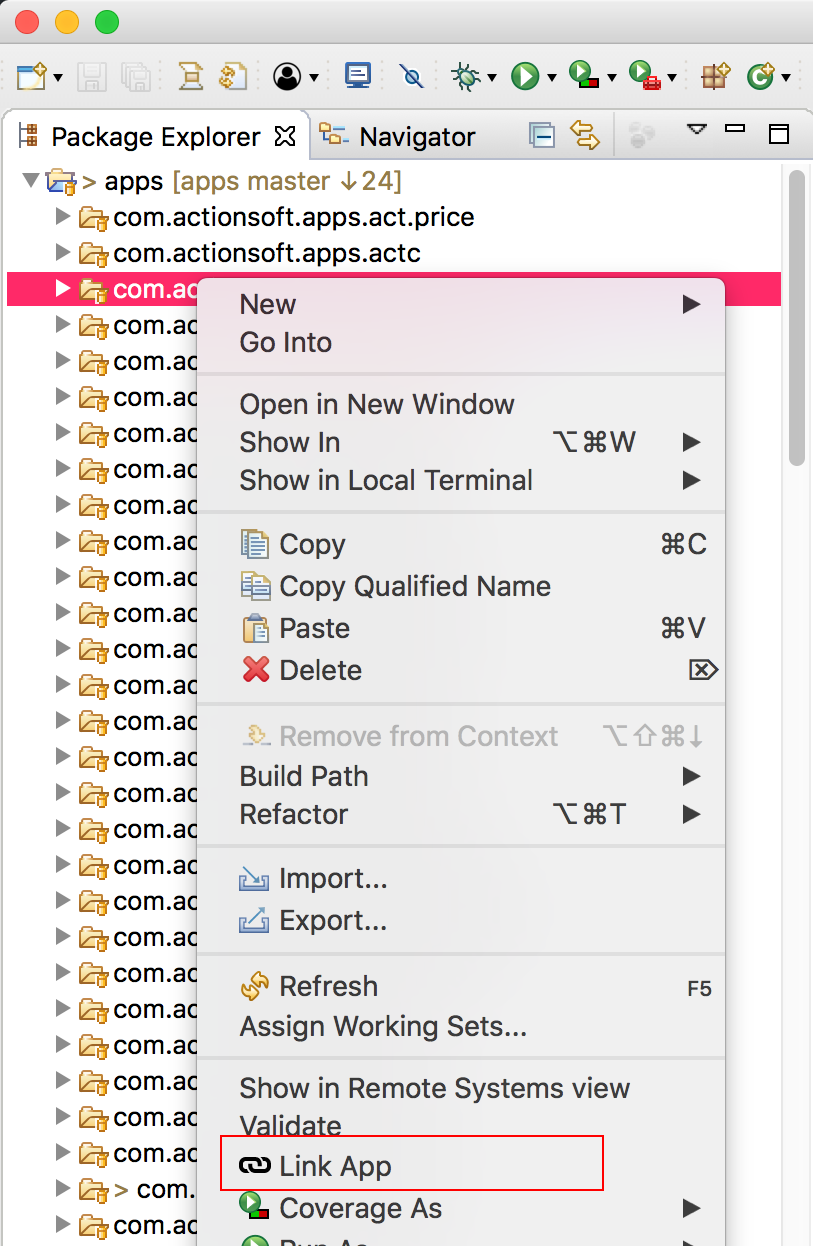 Package Explorer Navigator
> apps [apps master ↓24]
com.actionsoft.apps.act.price
com.actionsoft.apps.actc
com.ac
New
com.ac
Go Into
com.ac
com.ac
Open in New Window
com.ac
Show In ⌥⌘W
com.ac
Show in Local Terminal
com.ac
com.ac
Copy ⌘C
com.ac
Copy Qualified Name
com.ac
Paste ⌘V
com.ac
Delete ⌦
com.ac
com.ac
Remove from Context ⌥⇧⌘↓
com.ac
Build Path
com.ac
Refactor ⌥⌘T
com.ac
com.ac
Import...
com.ac
Export...
com.ac
com.ac
Refresh F5
com.ac
Assign Working Sets...
com.ac
com.ac
Show in Remote Systems view
com.ac
Validate
com.ac
Link App
> com.
Coverage As
com.ac
Run As